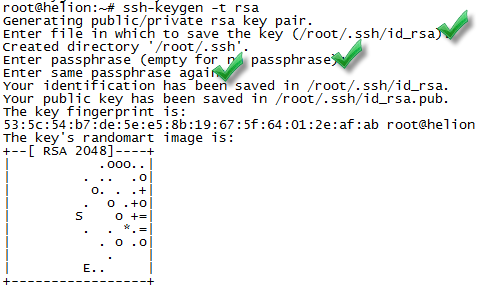 root@helion:~# ssh-keygen -t rsa
Generating public/private rsa key pair.
Enter file in which to save the key (/root/.ssh/id_rsa):
Created directory '/root/.ssh'.
Enter passphrase (empty for no passphrase):
Enter same passphrase again:
Your identification has been saved in /root/.ssh/id_rsa.
Your public key has been saved in /root/.ssh/id_rsa.pub.
The key fingerprint is:
53:5c:54:b7:de:5e:e5:8b:19:67:5f:64:01:2e:af:ab root@helion
The key's randomart image is:
+--[ RSA 2048]----+
|            .ooo..|
|          . ..  .o|
|           o. . .+|
|          .  o .+o|
|         S    o +=|
|          .  . *.=|
|            . o .o|
|             .    |
|          E..     |
+-----------------+